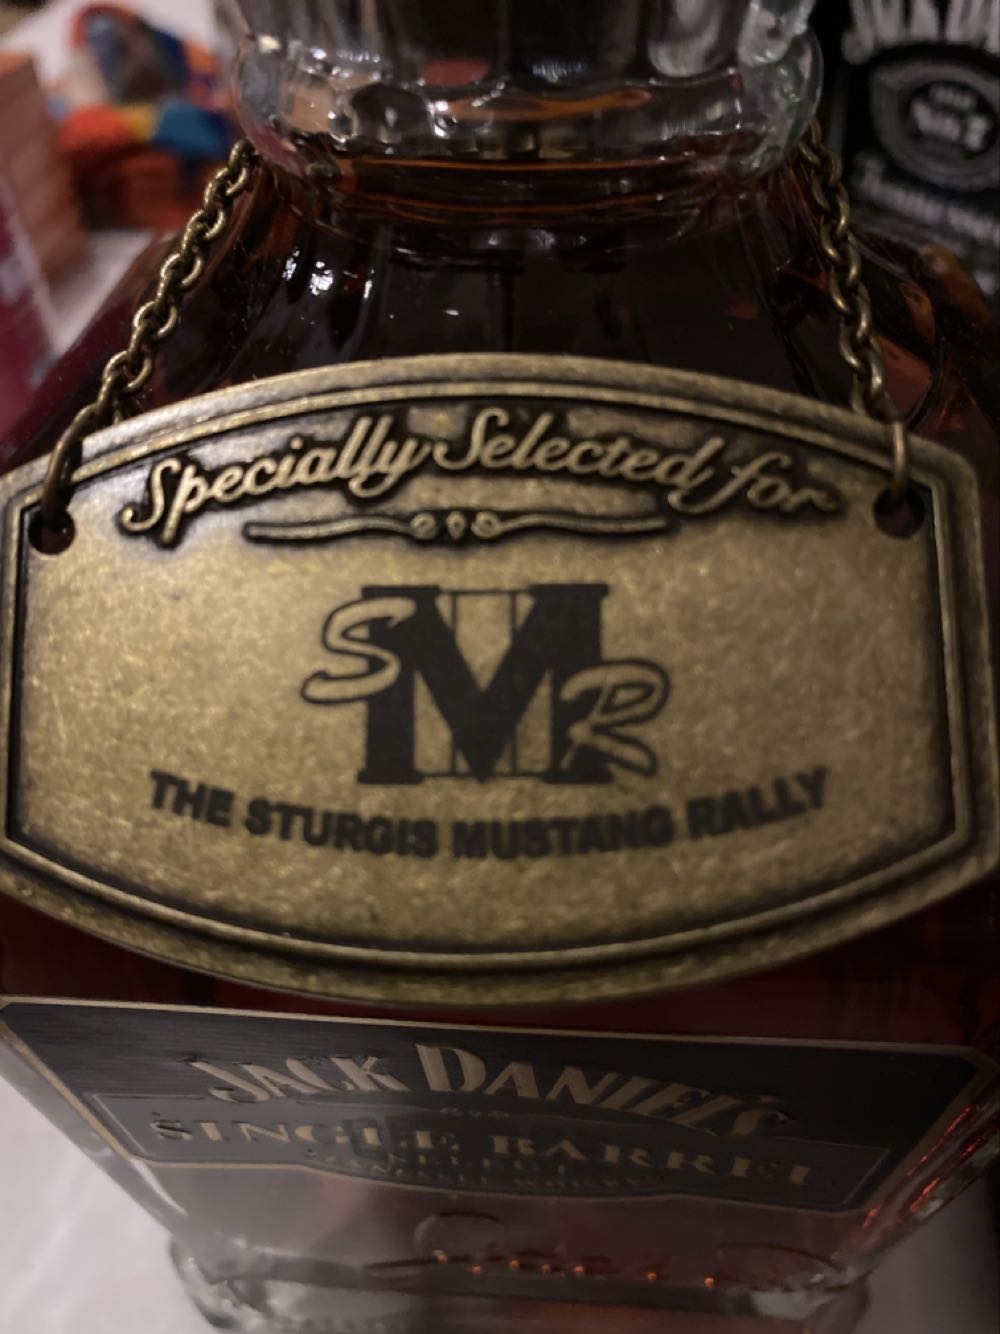 Specially Selected for
SMR
THE STURGIS MUSTANG RALLY
JACK DANIEL'S
SINGLE BARREL